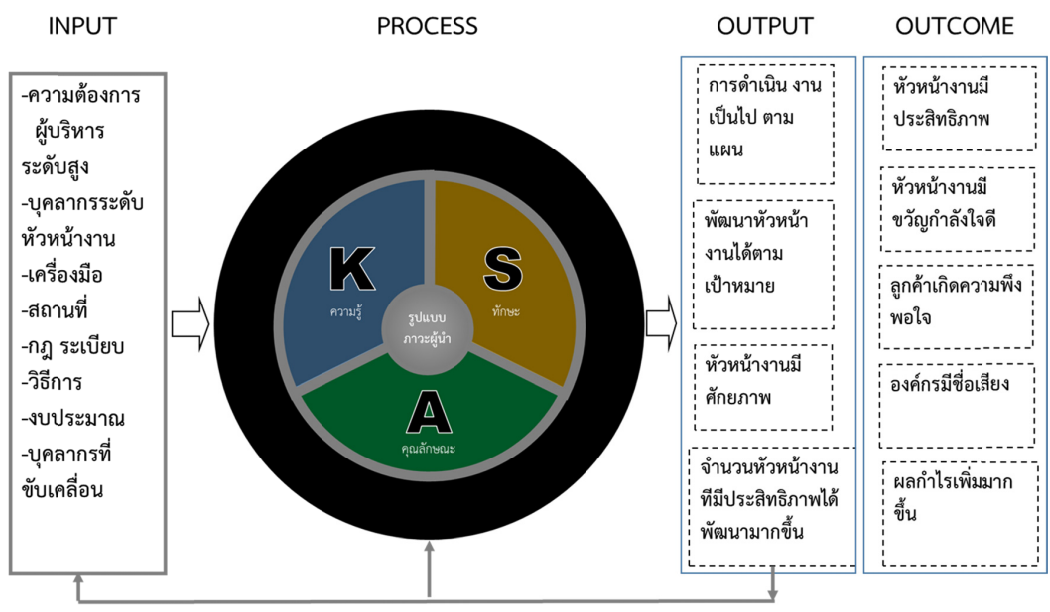 INPUT
-ความต้องการ
ผู้บริหาร
ระดับสูง
-บุคลากรระดับ
หัวหน้างาน
-เครื่องมือ
-สถานที่
-กฎ ระเบียบ
-วิธีการ
-งบประมาณ
-บุคลากรที่
ขับเคลื่อน
PROCESS
K
ความรู้
S
ทักษะ
รูปแบบ
ภาวะผู้นำ
A
คุณลักษณะ
OUTPUT
การดำเนิน งาน
เป็นไป ตาม
แผน
พัฒนาหัวหน้า
งานได้ตาม
เป้าหมาย
หัวหน้างานมี
ศักยภาพ
จำนวนหัวหน้างาน
ทีมีประสิทธิภาพได้
พัฒนามากขึ้น
OUTCOME
หัวหน้างานมี
ประสิทธิภาพ
หัวหน้างานมี
ขวัญกำลังใจดี
ลูกค้าเกิดความพึง
พอใจ
องค์กรมีชื่อเสียง
ผลกำไรเพิ่มมาก
ขึ้น